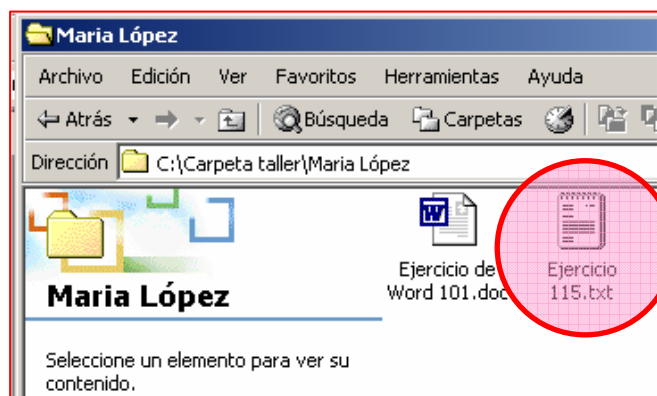 Maria López
Archivo Edición Ver Favoritos Herramientas Ayuda
Atrás Búsqueda Carpetas
Dirección C:\Carpeta taller\Maria López
Ejercicio de
Word 101.doc
Ejercicio
115.txt
Maria López
Seleccione un elemento para ver su
contenido.